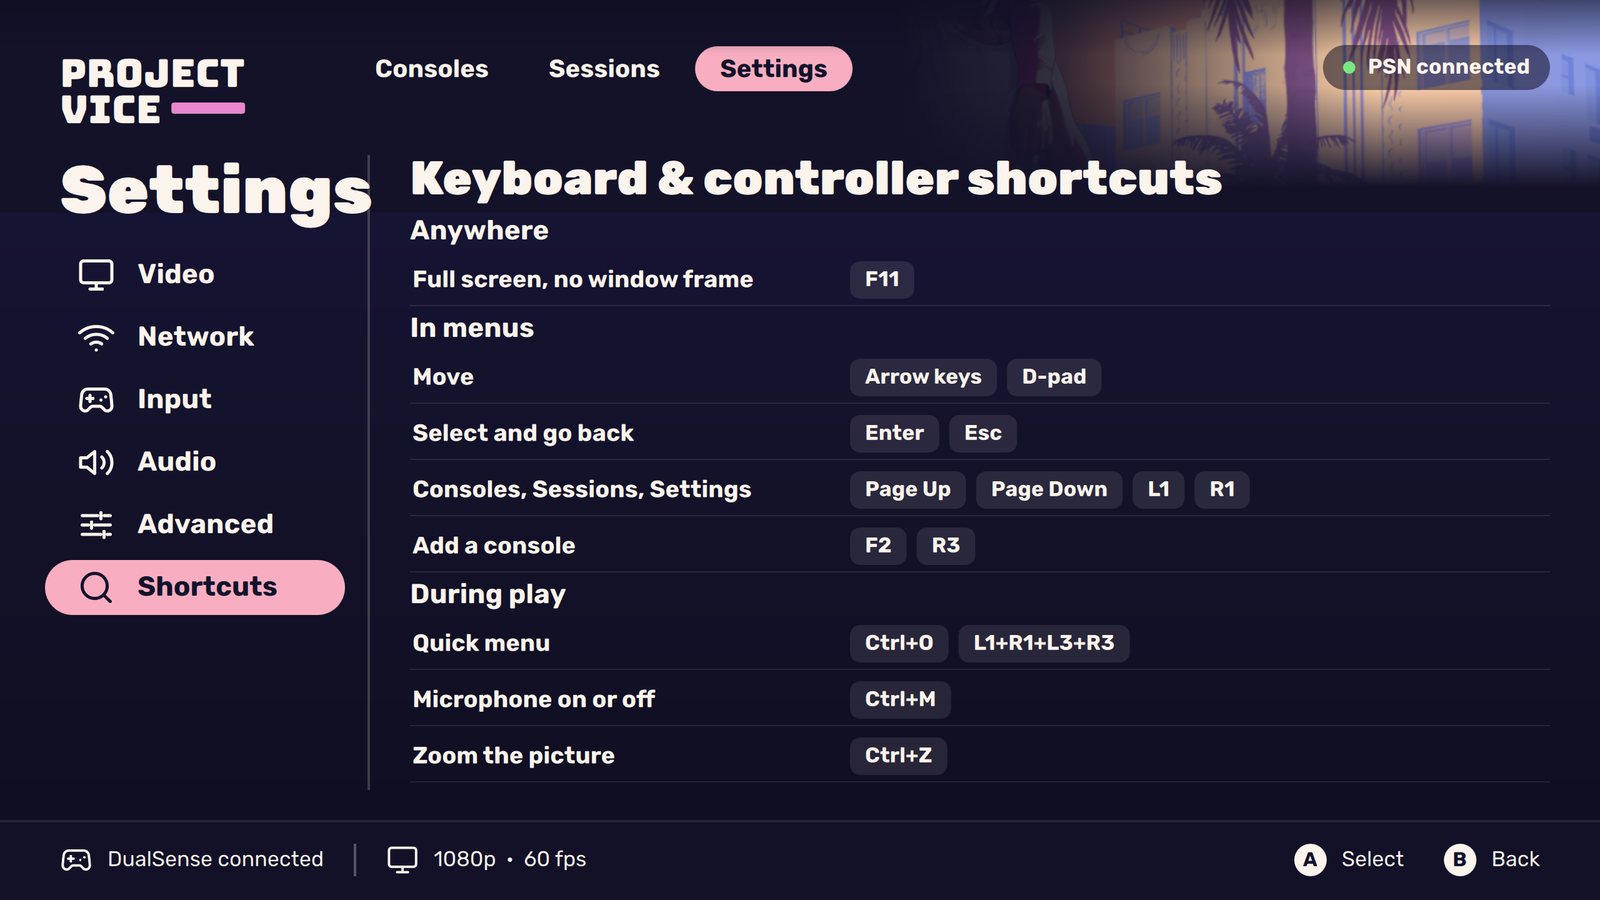 PROJECT
VICE
Consoles
Sessions
Settings
PSN connected
Settings
Video
Network
Input
Audio
Advanced
Shortcuts
Keyboard & controller shortcuts
Anywhere
Full screen, no window frame F11
In menus
Move Arrow keys D-pad
Select and go back Enter Esc
Consoles, Sessions, Settings Page Up Page Down L1 R1
Add a console F2 R3
During play
Quick menu Ctrl+O L1+R1+L3+R3
Microphone on or off Ctrl+M
Zoom the picture Ctrl+Z
DualSense connected
1080p • 60 fps
A Select
B Back